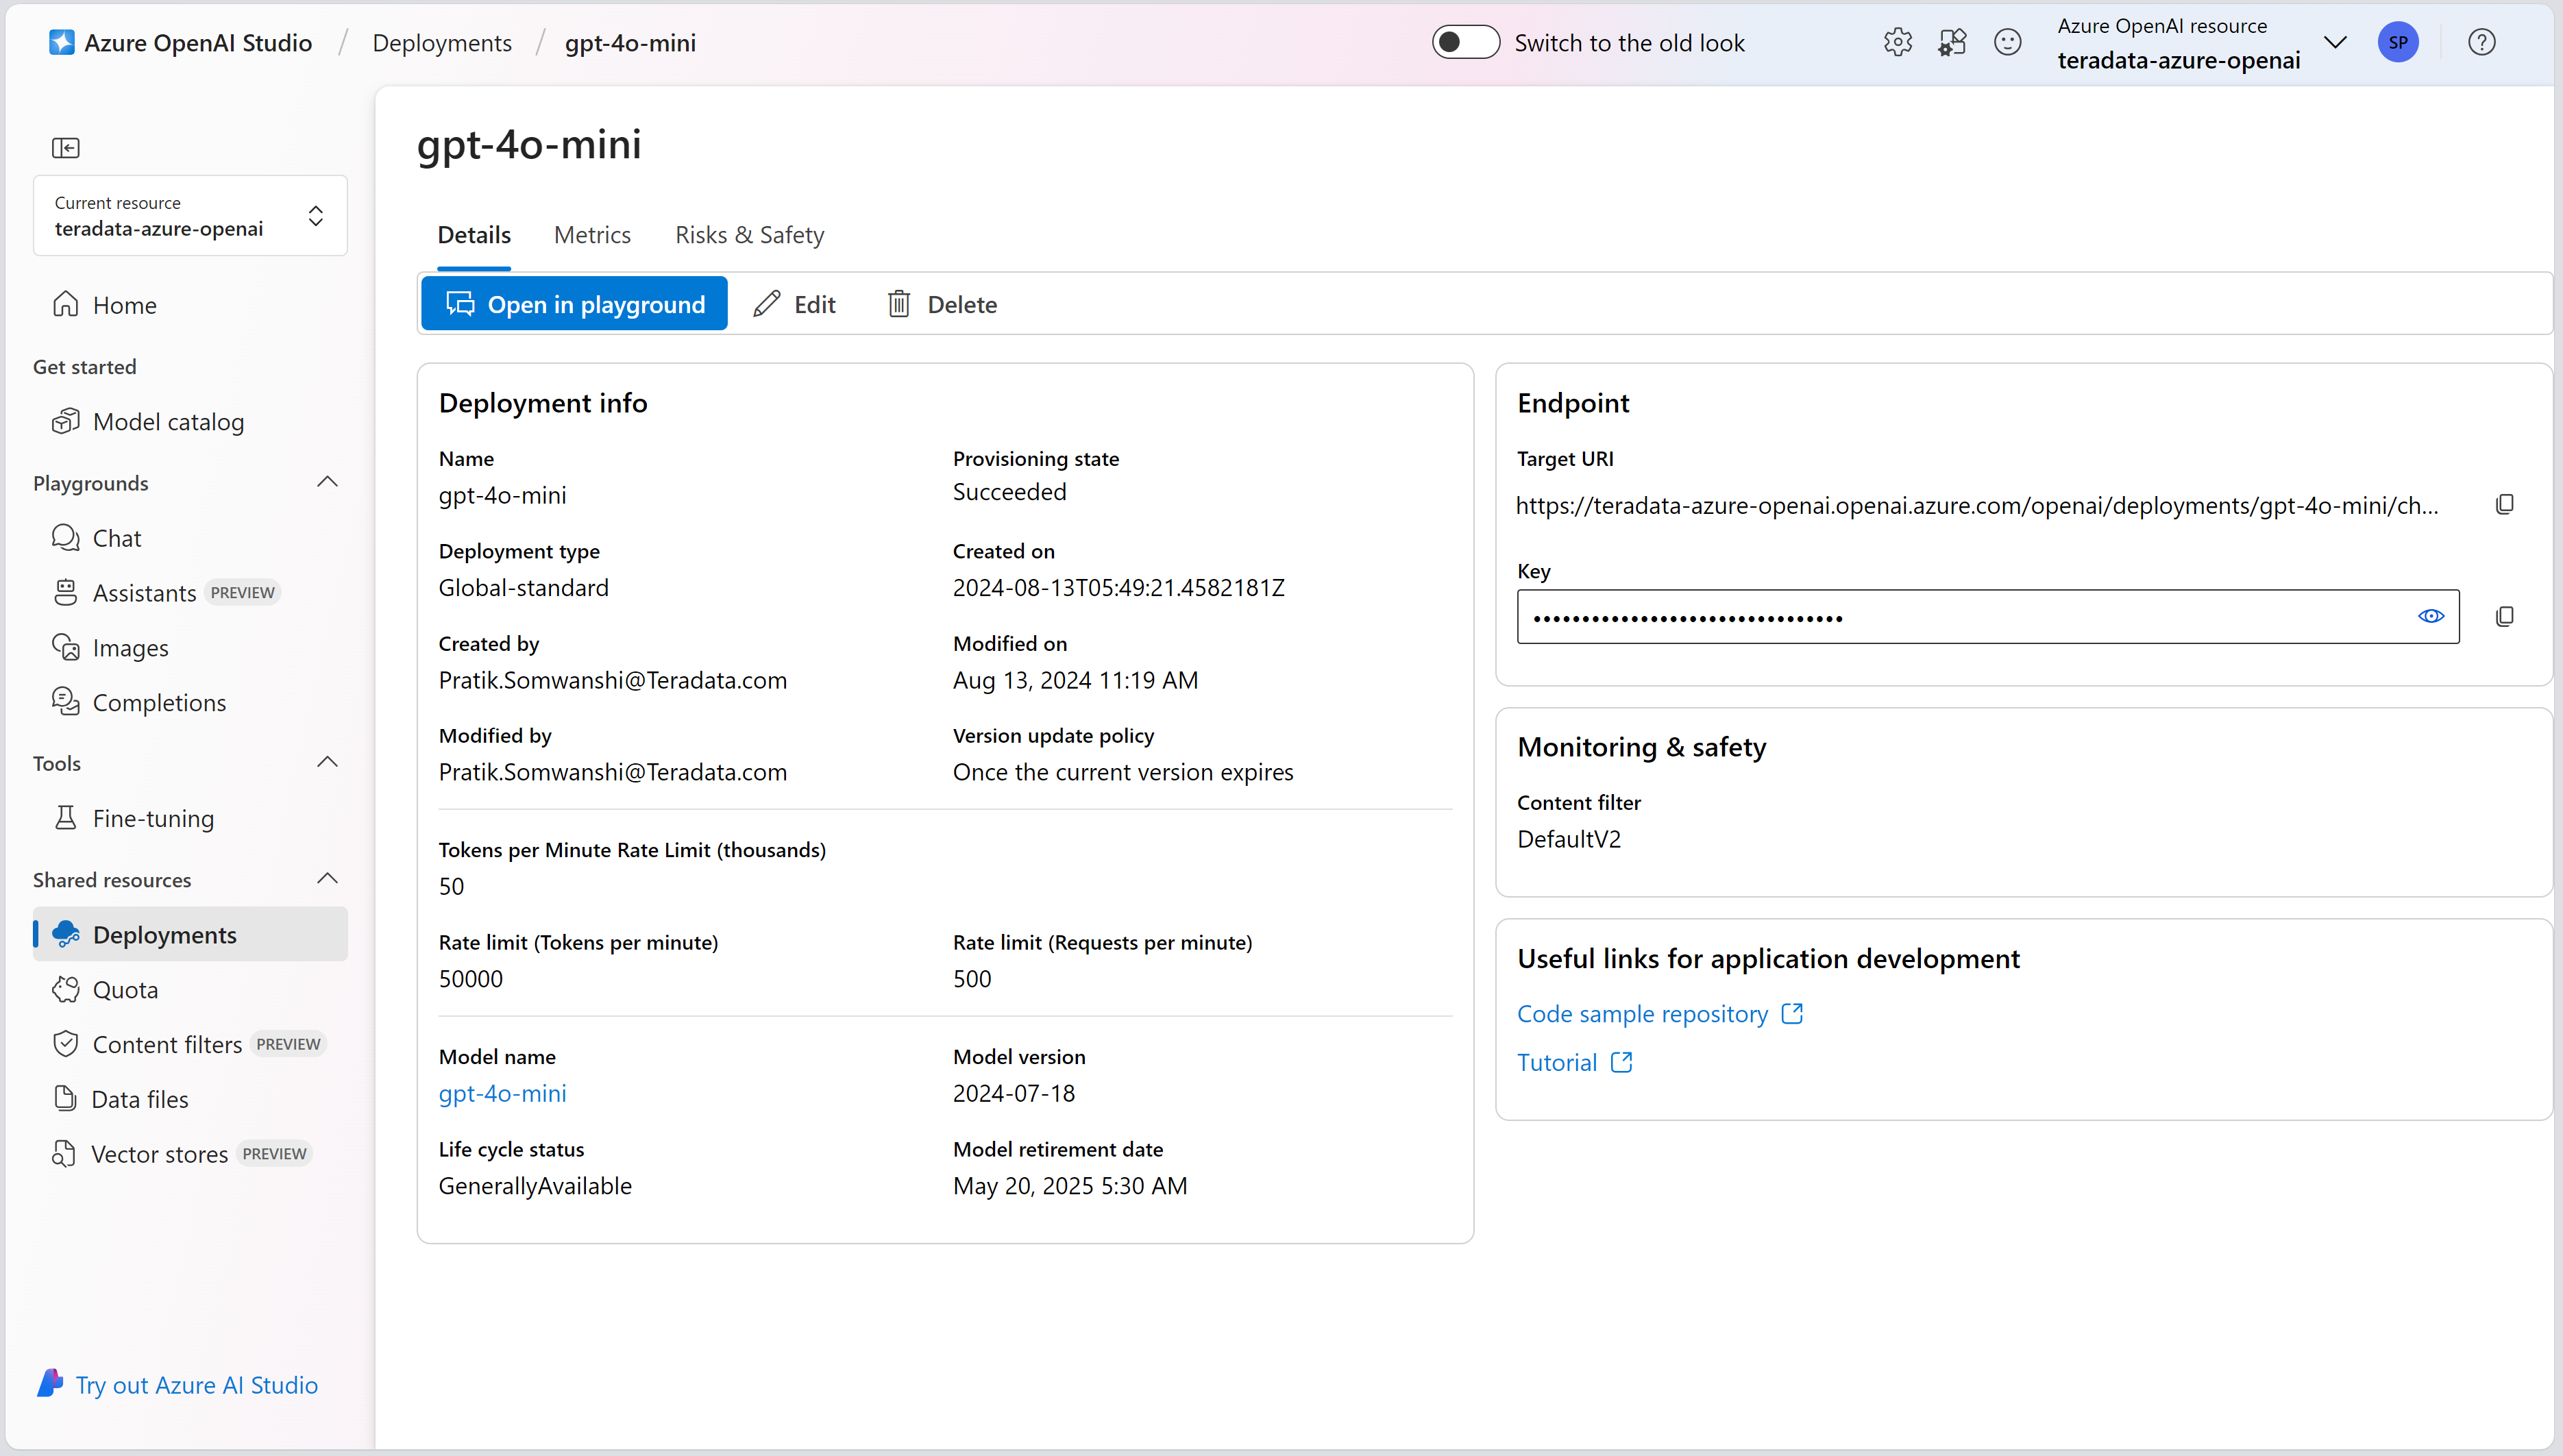 Azure OpenAI Studio / Deployments / gpt-4o-mini
Switch to the old look
Azure OpenAI resource
teradata-azure-openai
SP
Current resource
teradata-azure-openai
Home
Get started
Model catalog
Playgrounds
Chat
Assistants PREVIEW
Images
Completions
Tools
Fine-tuning
Shared resources
Deployments
Quota
Content filters PREVIEW
Data files
Vector stores PREVIEW
Try out Azure AI Studio
gpt-4o-mini
Details Metrics Risks & Safety
Open in playground Edit Delete
Deployment info
Name
gpt-4o-mini
Provisioning state
Succeeded
Deployment type
Global-standard
Created on
2024-08-13T05:49:21.4582181Z
Created by
Pratik.Somwanshi@Teradata.com
Modified on
Aug 13, 2024 11:19 AM
Modified by
Pratik.Somwanshi@Teradata.com
Version update policy
Once the current version expires
Tokens per Minute Rate Limit (thousands)
50
Rate limit (Tokens per minute)
50000
Rate limit (Requests per minute)
500
Model name
gpt-4o-mini
Model version
2024-07-18
Life cycle status
GenerallyAvailable
Model retirement date
May 20, 2025 5:30 AM
Endpoint
Target URI
https://teradata-azure-openai.openai.azure.com/openai/deployments/gpt-4o-mini/ch...
Key
••••••••••••••••••••••••••••••••
Monitoring & safety
Content filter
DefaultV2
Useful links for application development
Code sample repository
Tutorial